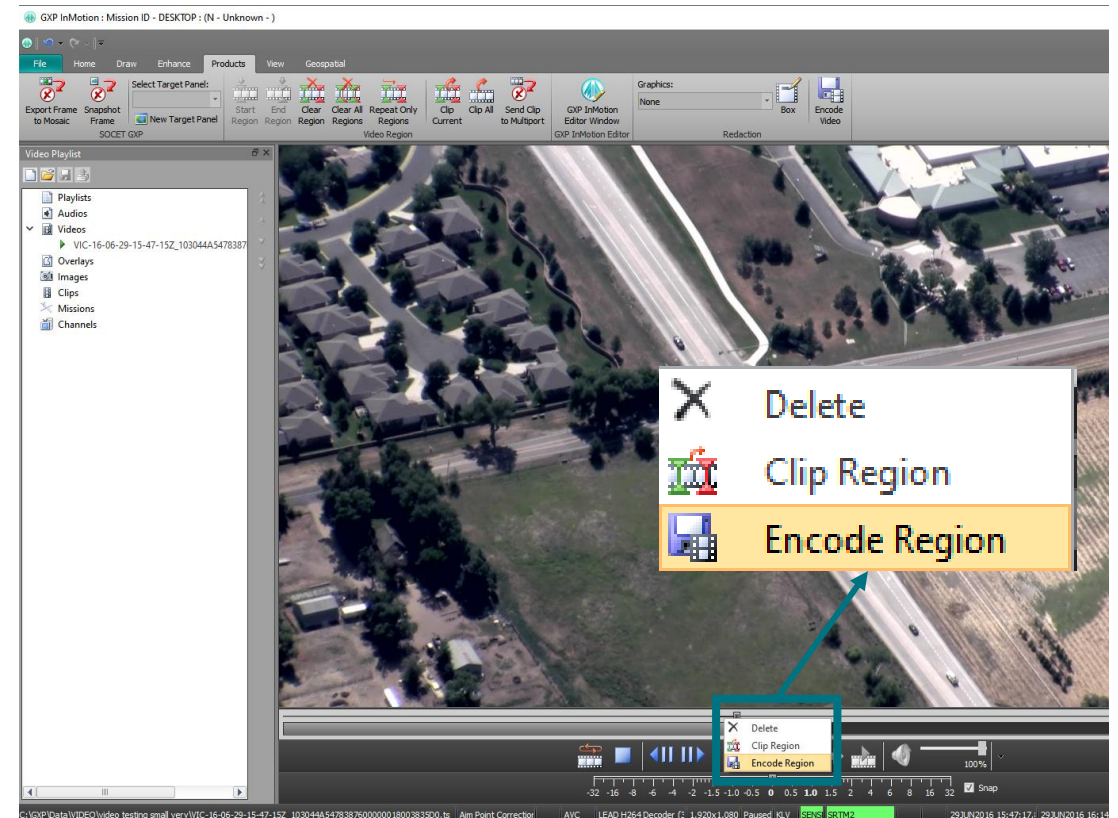 GXP InMotion : Mission ID - DESKTOP : (N - Unknown - )
File Home Draw Enhance Products View Geospatial
Export Frame to Mosaic
Snapshot Frame
Select Target Panel:
New Target Panel
SOCET GXP
Start Region
End Region
Clear Region
Clear All Regions
Repeat Only Regions
Clip Current
Clip All
Send Clip to Multiport
Video Region
GXP InMotion Editor Window
GXP InMotion Editor
Graphics:
None
Box
Redaction
Encode Video
Video Playlist
Playlists
Audios
Videos
VIC-16-06-29-15-47-15Z_103044A5478387
Overlays
Images
Clips
Missions
Channels
Delete
Clip Region
Encode Region
Delete
Clip Region
Encode Region
100%
-32 -16 -8 -6 -4 -2 -1.5 -1.0 -0.5 0 0.5 1.0 1.5 2 4 6 8 16 32 Snap
C:\GXP\Data\VIDEO\video testing small very\VIC-16-06-29-15-47-15Z_103044A5478387600000018003835D0.ts Aim Point Correction AVC LEAD H264 Decoder (3 1,920x1,080 Paused KLV SENS SRTM2 29JUN2016 15:47:17. 29JUN2016 16:14